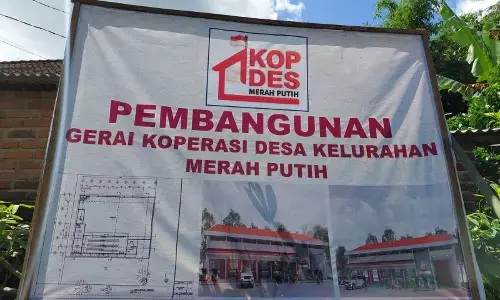 KOP
DES
MERAH PUTIH
PEMBANGUNAN
GERAI KOPERASI DESA KELURAHAN
MERAH PUTIH